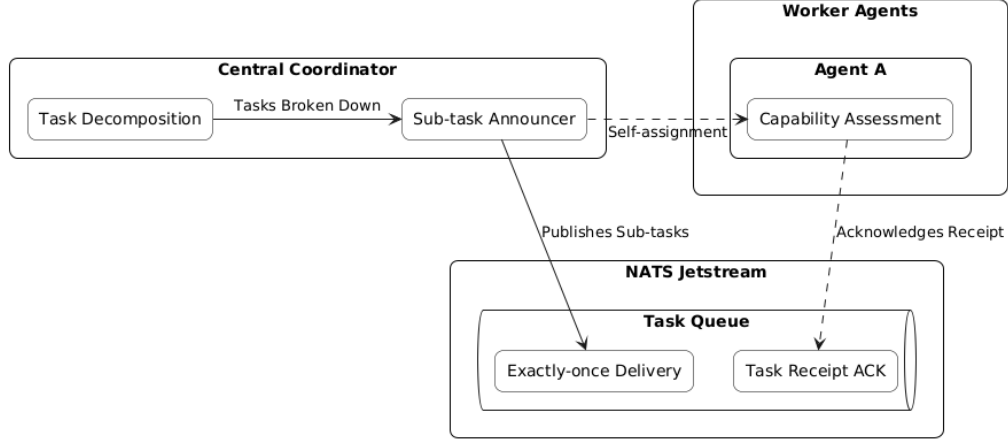 Worker Agents
Central Coordinator
Agent A
Task Decomposition
Tasks Broken Down
Sub-task Announcer
Self-assignment
Capability Assessment
Publishes Sub-tasks
Acknowledges Receipt
NATS Jetstream
Task Queue
Exactly-once Delivery
Task Receipt ACK